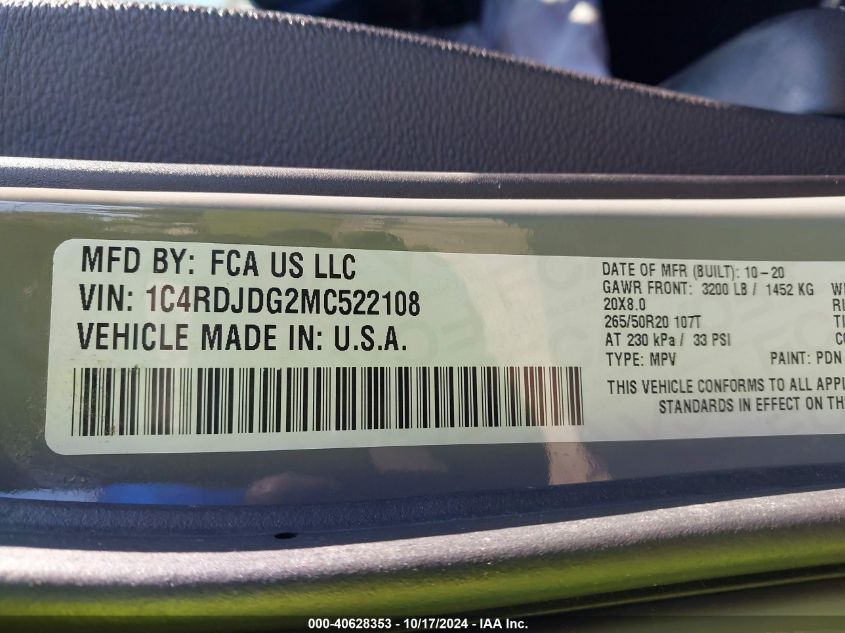 MFD BY: FCA US LLC
VIN: 1C4RDJDG2MC522108
VEHICLE MADE IN: U.S.A.
DATE OF MFR (BUILT): 10-20
GAWR FRONT: 3200 LB / 1452 KG
20X8.0
265/50R20 107T
AT 230 kPa / 33 PSI
TYPE: MPV PAINT: PDN
THIS VEHICLE CONFORMS TO ALL APPL
STANDARDS IN EFFECT ON TH
000-40628353 - 10/17/2024 - IAA Inc.